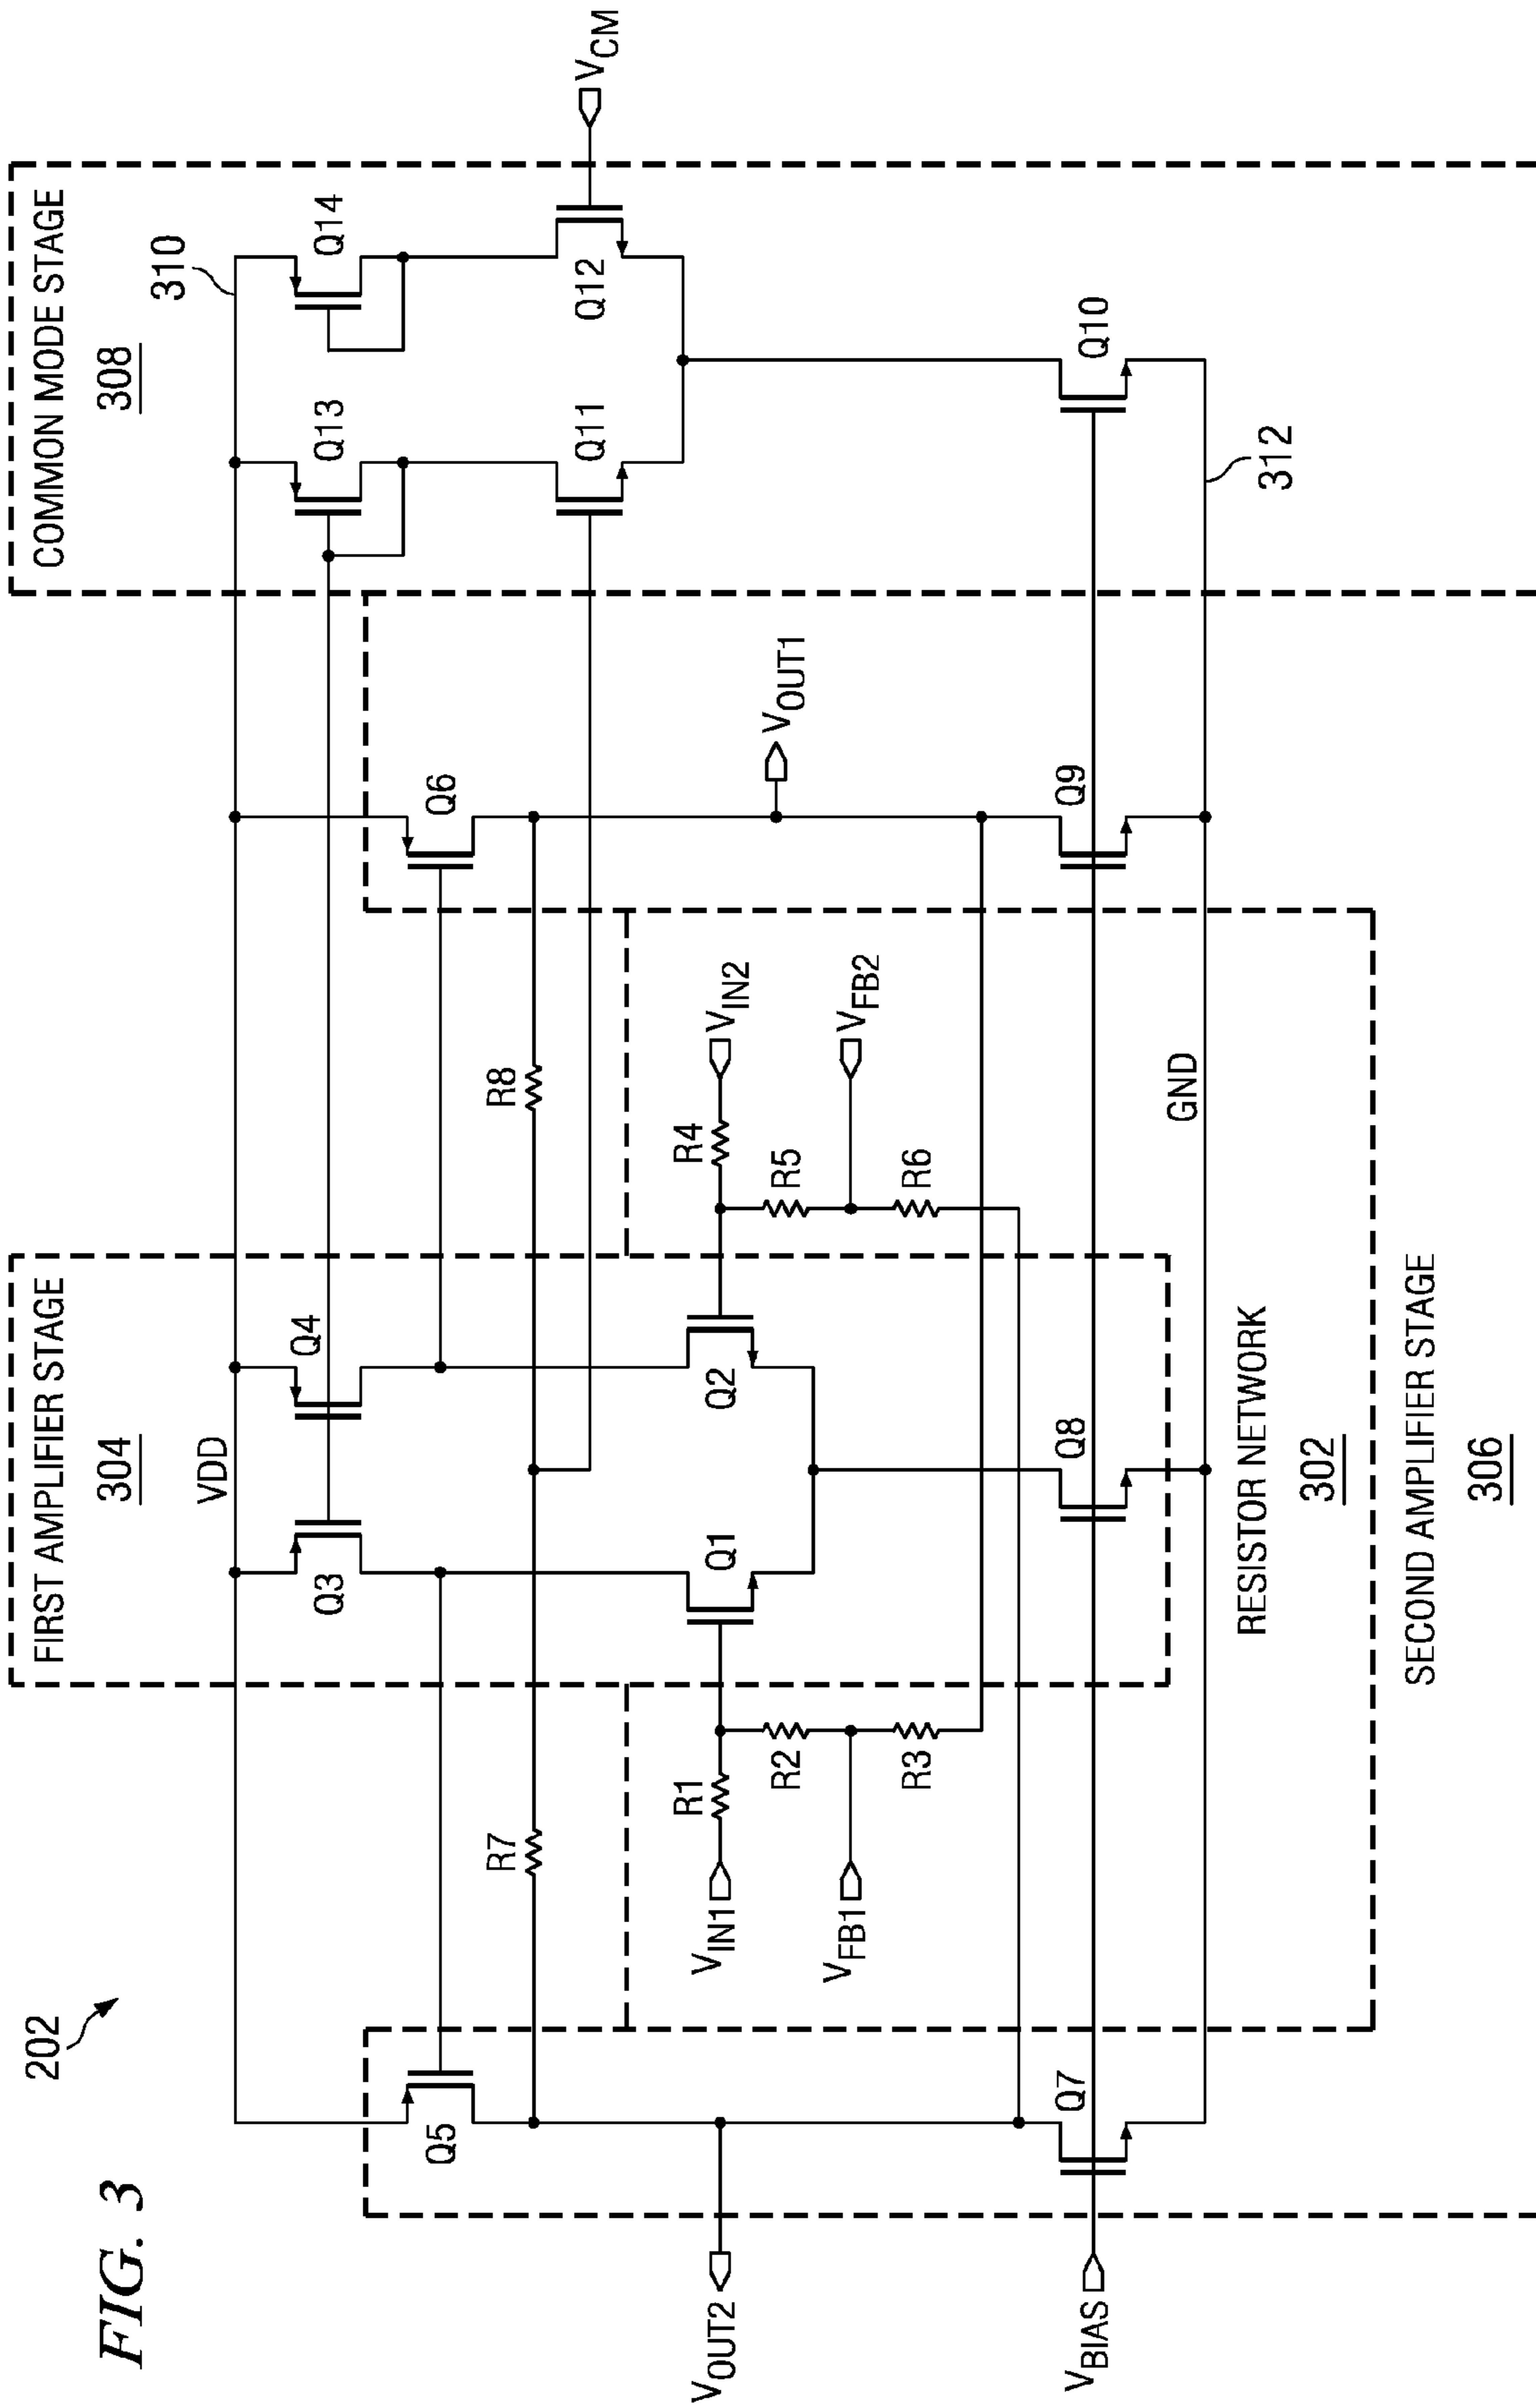 FIG. 3
202
FIRST AMPLIFIER STAGE
304
COMMON MODE STAGE
308
310
VDD
Q3
Q4
Q13
Q14
Q5
Q6
R7
R8
Q11
Q12
VCM
VOUT2
VIN1
R1
Q1
Q2
R4
VIN2
VOUT1
R2
R5
VFB1
VFB2
R3
R6
VBIAS
Q7
Q8
Q9
Q10
GND
312
RESISTOR NETWORK
302
SECOND AMPLIFIER STAGE
306